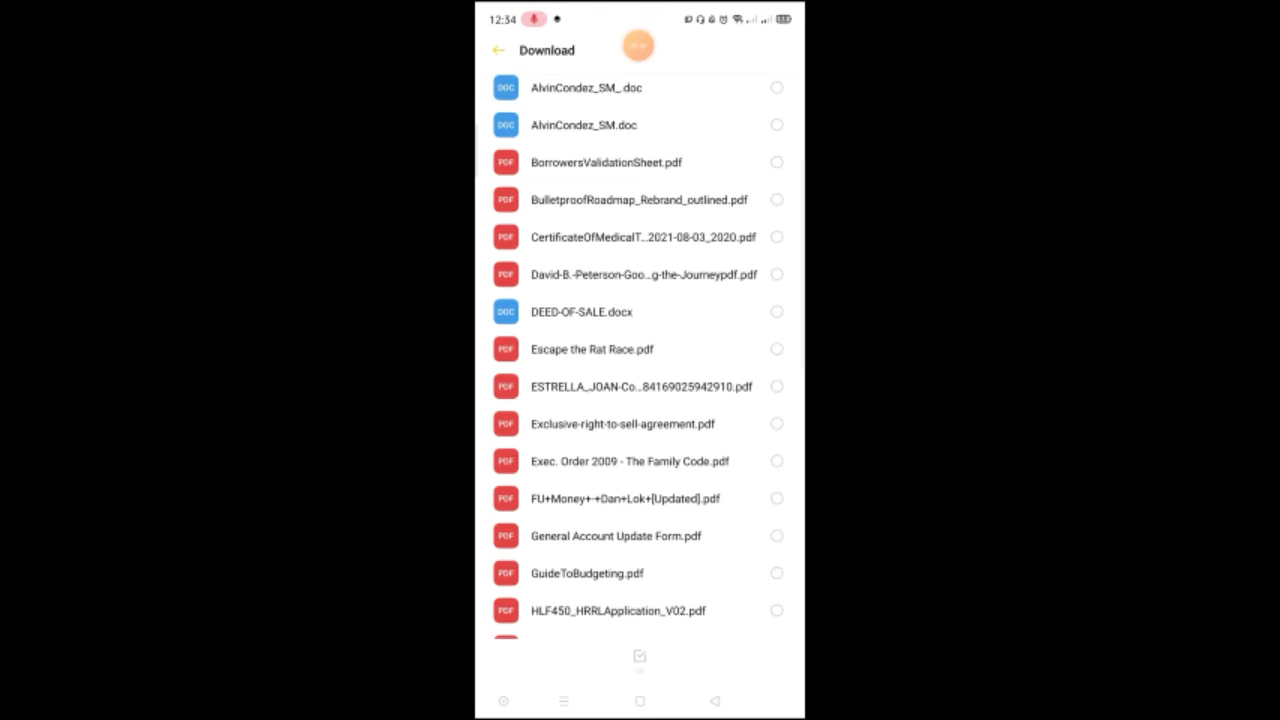 12:34
Download
DOC AlvinCondez_SM_.doc
DOC AlvinCondez_SM.doc
PDF BorrowersValidationSheet.pdf
PDF BulletproofRoadmap_Rebrand_outlined.pdf
PDF CertificateOfMedicalT...2021-08-03_2020.pdf
PDF David-B.-Peterson-Goo...g-the-Journeypdf.pdf
DOC DEED-OF-SALE.docx
PDF Escape the Rat Race.pdf
PDF ESTRELLA_JOAN-Co...84169025942910.pdf
PDF Exclusive-right-to-sell-agreement.pdf
PDF Exec. Order 2009 - The Family Code.pdf
PDF FU+Money+-+Dan+Lok+[Updated].pdf
PDF General Account Update Form.pdf
PDF GuideToBudgeting.pdf
PDF HLF450_HRRLApplication_V02.pdf